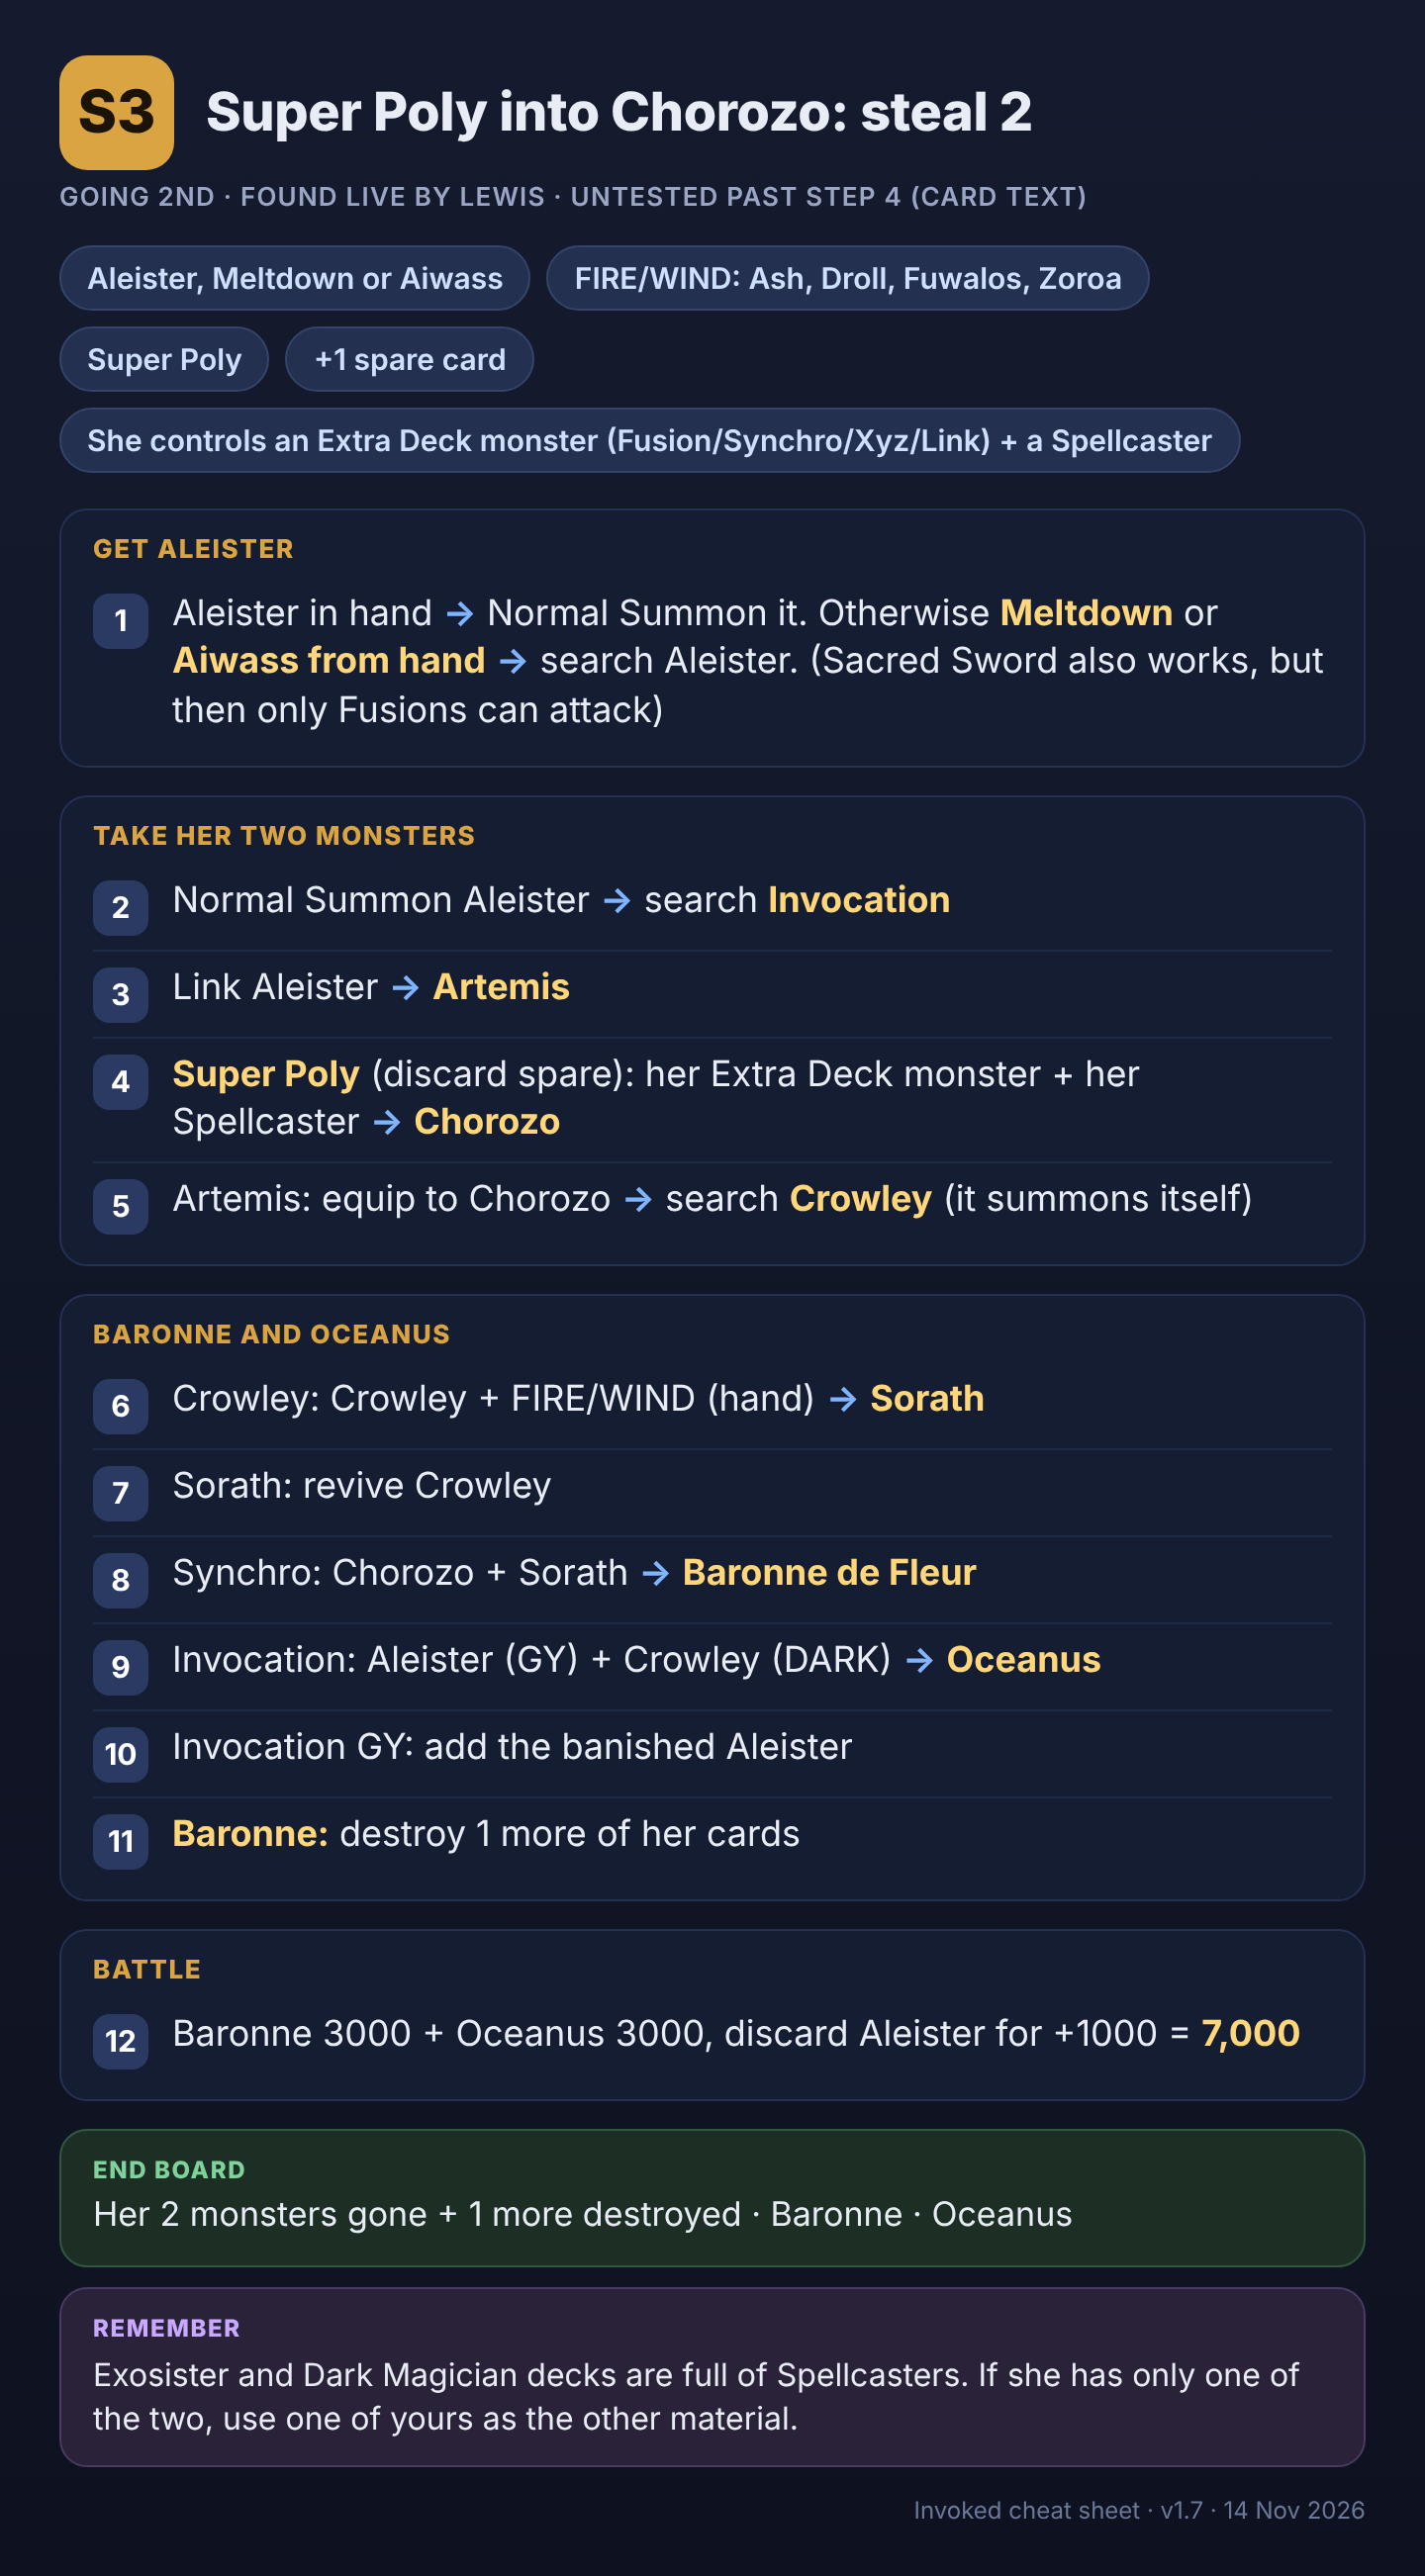 S3
Super Poly into Chorozo: steal 2
GOING 2ND · FOUND LIVE BY LEWIS · UNTESTED PAST STEP 4 (CARD TEXT)
Aleister, Meltdown or Aiwass
FIRE/WIND: Ash, Droll, Fuwalos, Zoroa
Super Poly
+1 spare card
She controls an Extra Deck monster (Fusion/Synchro/Xyz/Link) + a Spellcaster
GET ALEISTER
1 Aleister in hand → Normal Summon it. Otherwise Meltdown or
Aiwass from hand → search Aleister. (Sacred Sword also works, but
then only Fusions can attack)
TAKE HER TWO MONSTERS
2 Normal Summon Aleister → search Invocation
3 Link Aleister → Artemis
4 Super Poly (discard spare): her Extra Deck monster + her
Spellcaster → Chorozo
5 Artemis: equip to Chorozo → search Crowley (it summons itself)
BARONNE AND OCEANUS
6 Crowley: Crowley + FIRE/WIND (hand) → Sorath
7 Sorath: revive Crowley
8 Synchro: Chorozo + Sorath → Baronne de Fleur
9 Invocation: Aleister (GY) + Crowley (DARK) → Oceanus
10 Invocation GY: add the banished Aleister
11 Baronne: destroy 1 more of her cards
BATTLE
12 Baronne 3000 + Oceanus 3000, discard Aleister for +1000 = 7,000
END BOARD
Her 2 monsters gone + 1 more destroyed · Baronne · Oceanus
REMEMBER
Exosister and Dark Magician decks are full of Spellcasters. If she has only one of
the two, use one of yours as the other material.
Invoked cheat sheet · v1.7 · 14 Nov 2026